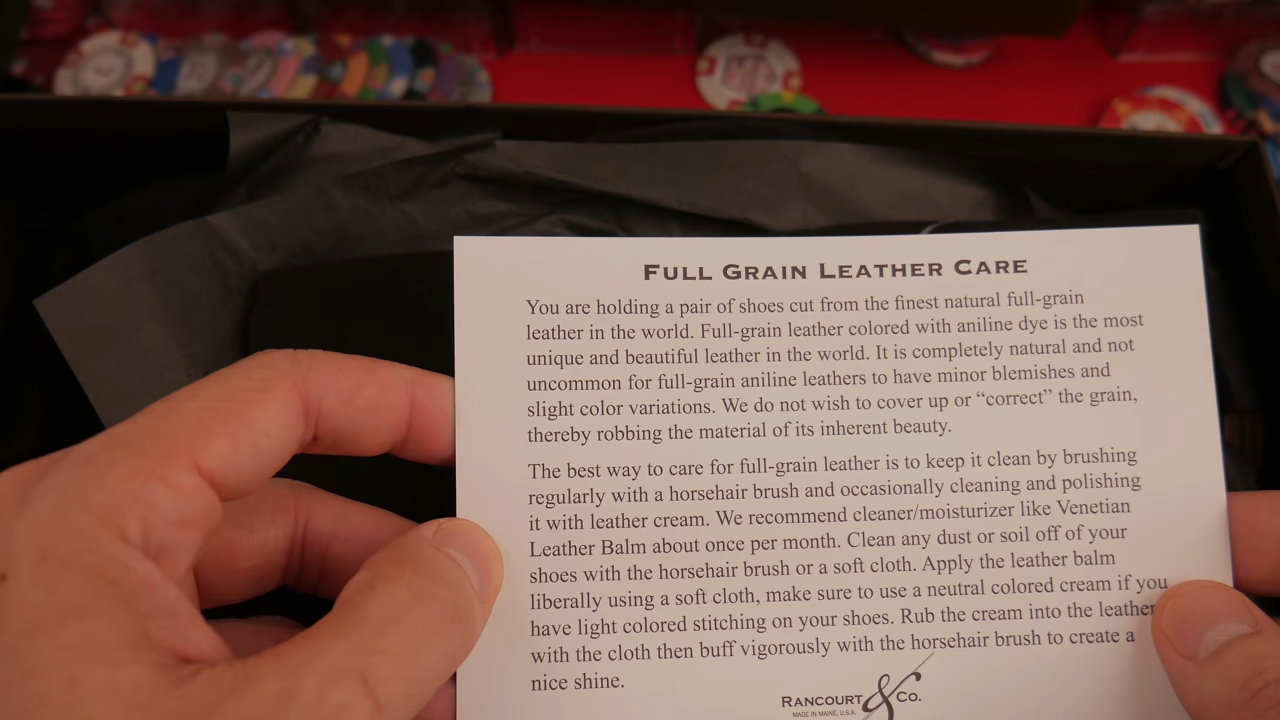 FULL GRAIN LEATHER CARE
You are holding a pair of shoes cut from the finest natural full-grain
leather in the world. Full-grain leather colored with aniline dye is the most
unique and beautiful leather in the world. It is completely natural and not
uncommon for full-grain aniline leathers to have minor blemishes and
slight color variations. We do not wish to cover up or “correct” the grain,
thereby robbing the material of its inherent beauty.
The best way to care for full-grain leather is to keep it clean by brushing
regularly with a horsehair brush and occasionally cleaning and polishing
it with leather cream. We recommend cleaner/moisturizer like Venetian
Leather Balm about once per month. Clean any dust or soil off of your
shoes with the horsehair brush or a soft cloth. Apply the leather balm
liberally using a soft cloth, make sure to use a neutral colored cream if you
have light colored stitching on your shoes. Rub the cream into the leather
with the cloth then buff vigorously with the horsehair brush to create a
nice shine.
RANCOURT & CO.
MADE IN MAINE, U.S.A.